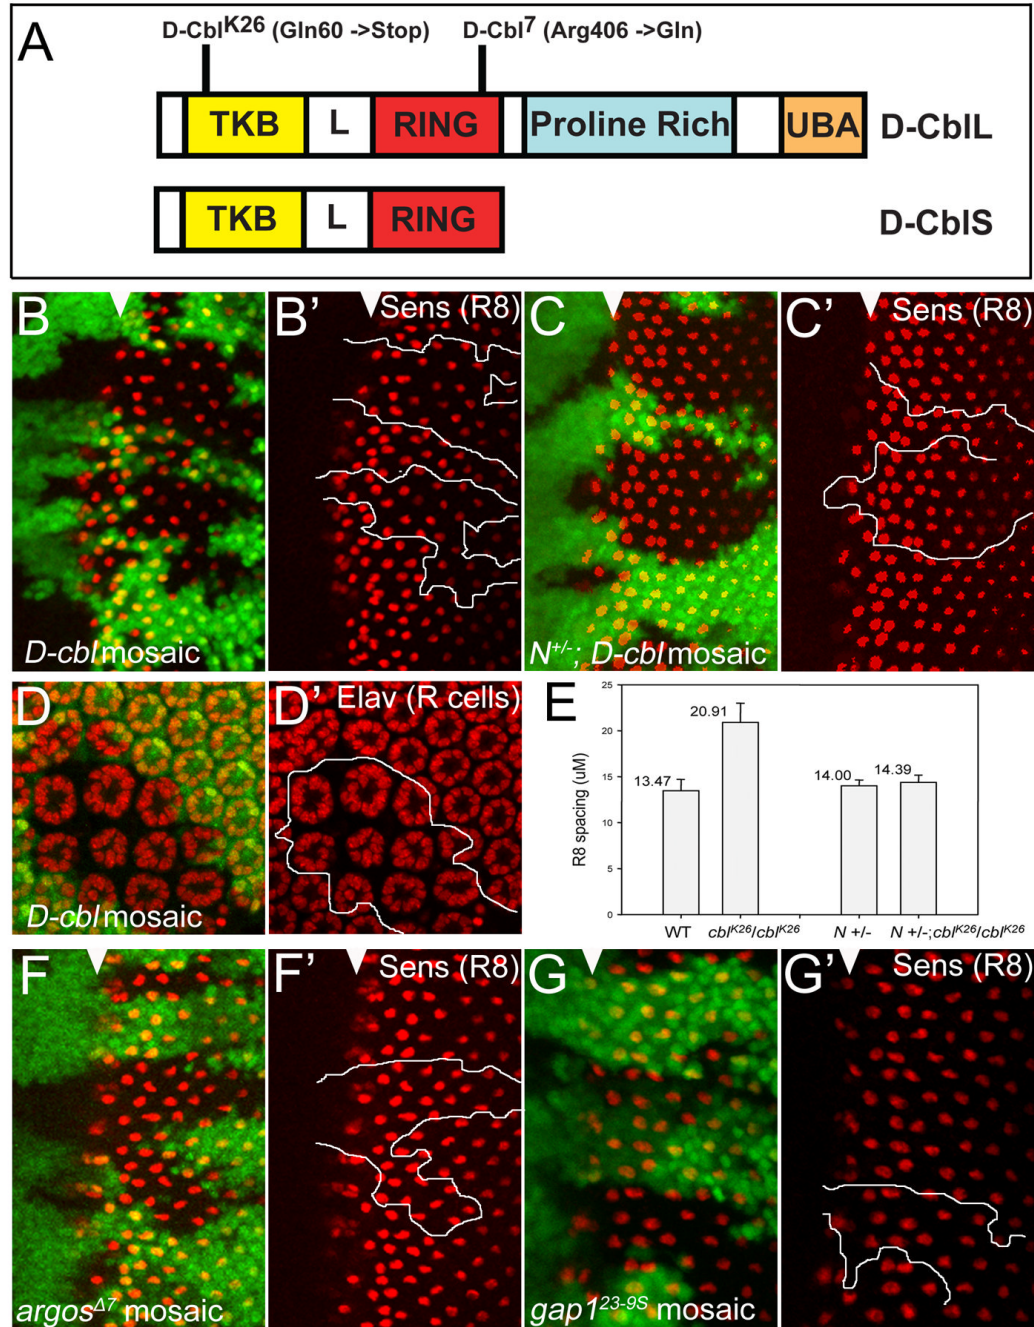 A
D-Cbl^K26 (Gln60 ->Stop)
D-Cbl^7 (Arg406 ->Gln)
TKB
L
RING
Proline Rich
UBA
D-CblL
TKB
L
RING
D-CblS
B
B'
Sens (R8)
C
C'
Sens (R8)
D-cbl mosaic
N^+/-; D-cbl mosaic
D
D'
Elav (R cells)
D-cbl mosaic
E
R8 spacing (uM)
25
20
15
10
5
0
13.47
20.91
14.00
14.39
WT
cbl^K26/cbl^K26
N +/-
N +/-;cbl^K26/cbl^K26
F
F'
Sens (R8)
G
G'
Sens (R8)
argos^Δ7 mosaic
gap1^23-9S mosaic